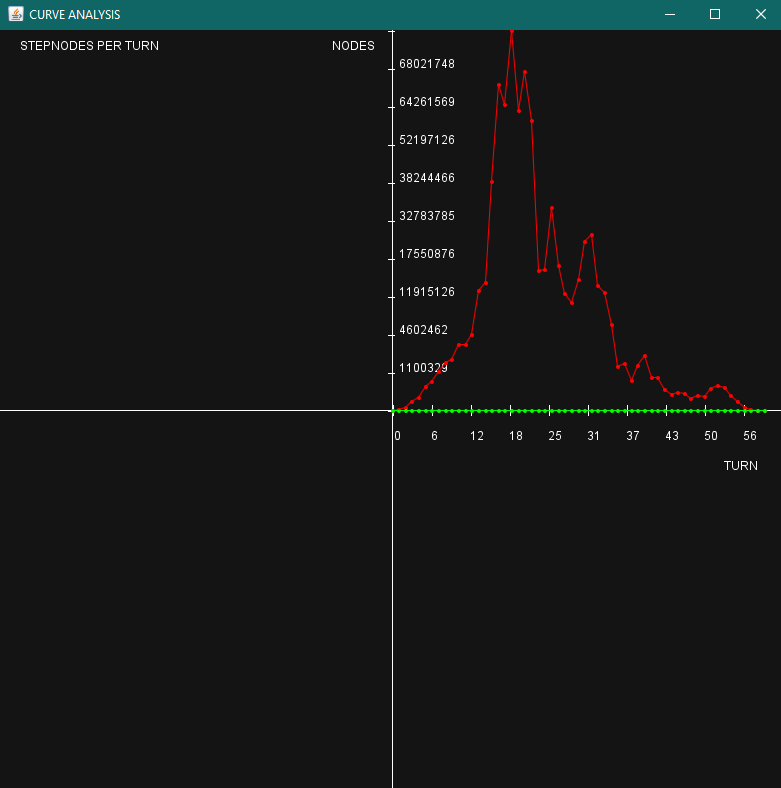 CURVE ANALYSIS
STEPNODES PER TURN
NODES
68021748
64261569
52197126
38244466
32783785
17550876
11915126
4602462
1100329
0 6 12 18 25 31 37 43 50 56
TURN